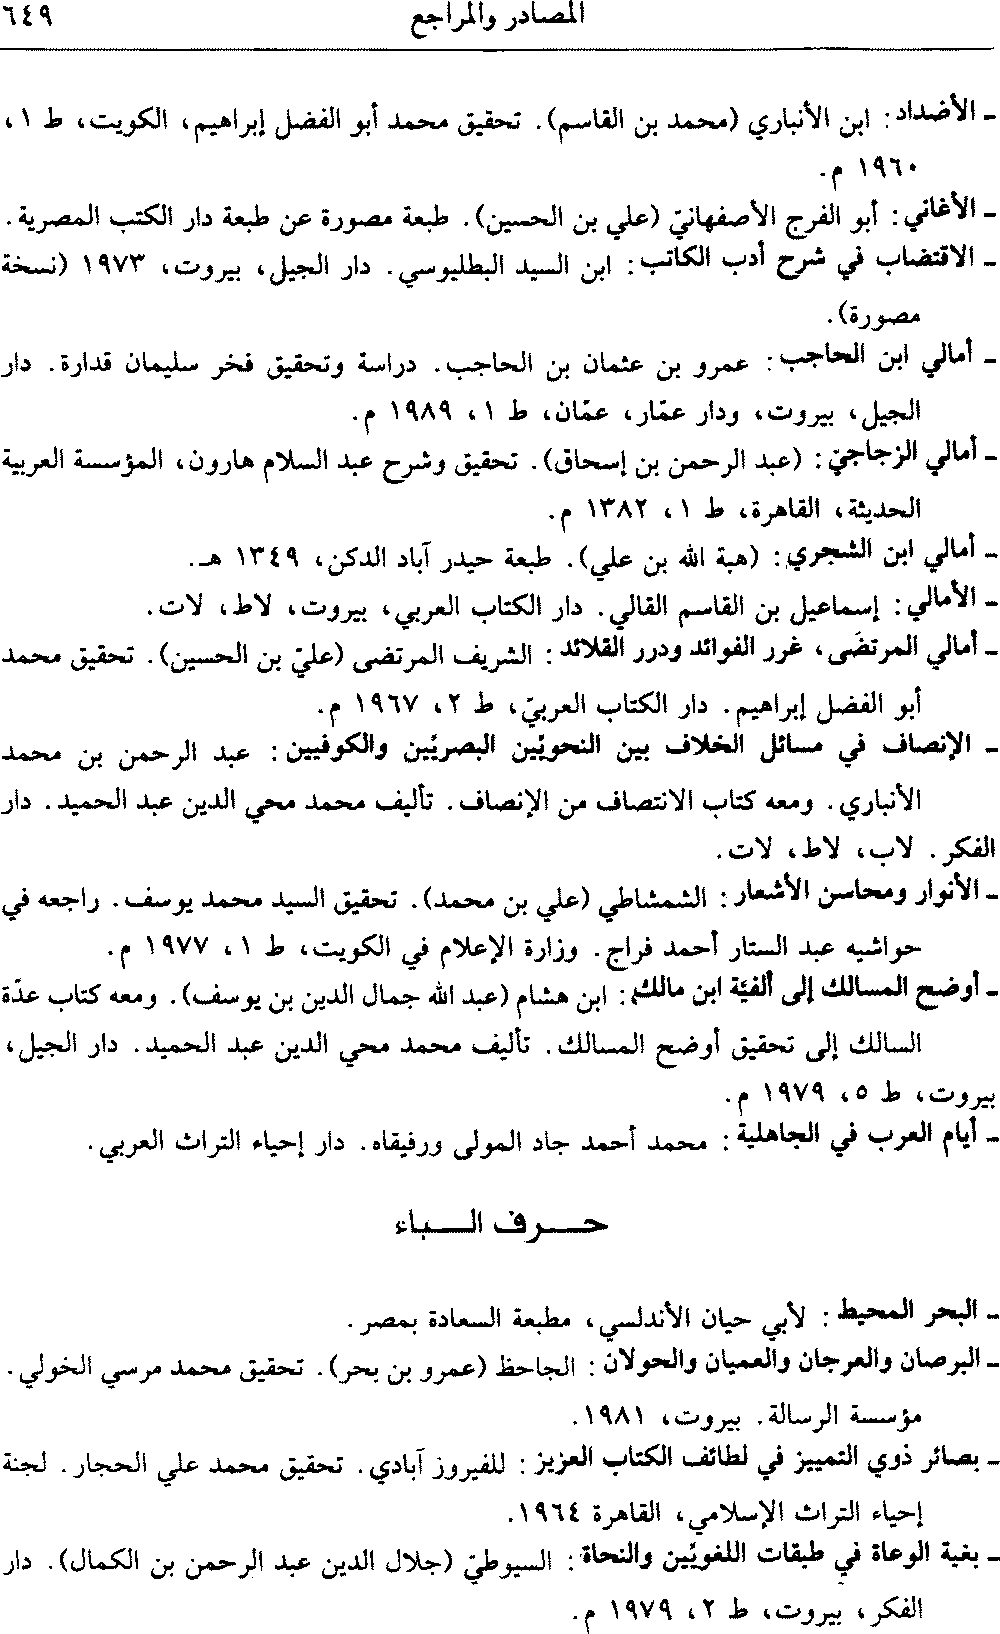 المصادر والمراجع
٦٤٩
ـ الأضداد: ابن الأنباري (محمد بن القاسم). تحقيق محمد أبو الفضل إبراهيم، الكويت، ط ١،
١٩٦٠ م.
ـ الأغاني: أبو الفرج الأصفهانيّ (علي بن الحسين). طبعة مصورة عن طبعة دار الكتب المصرية.
ـ الاقتضاب في شرح أدب الكاتب: ابن السيد البطليوسي. دار الجيل، بيروت، ١٩٧٣ (نسخة
مصورة).
ـ أمالي ابن الحاجب: عمرو بن عثمان بن الحاجب. دراسة وتحقيق فخر سليمان قدارة. دار
الجيل، بيروت، ودار عمّار، عمّان، ط ١، ١٩٨٩ م.
ـ أمالي الزجاجيّ: (عبد الرحمن بن إسحاق). تحقيق وشرح عبد السلام هارون، المؤسسة العربية
الحديثة، القاهرة، ط ١، ١٣٨٢ م.
ـ أمالي ابن الشجري: (هبة الله بن علي). طبعة حيدر آباد الدكن، ١٣٤٩ هـ.
ـ الأمالي: إسماعيل بن القاسم القالي. دار الكتاب العربي، بيروت، لاط، لات.
ـ أمالي المرتضَى، غرر الفوائد ودرر القلائد: الشريف المرتضى (عليّ بن الحسين). تحقيق محمد
أبو الفضل إبراهيم. دار الكتاب العربيّ، ط ٢، ١٩٦٧ م.
ـ الإنصاف في مسائل الخلاف بين النحويّين البصريّين والكوفيين: عبد الرحمن بن محمد
الأنباري. ومعه كتاب الانتصاف من الإنصاف. تأليف محمد محي الدين عبد الحميد. دار
الفكر. لاب، لاط، لات.
ـ الأنوار ومحاسن الأشعار: الشمشاطي (علي بن محمد). تحقيق السيد محمد يوسف. راجعه في
حواشيه عبد الستار أحمد فراج. وزارة الإعلام في الكويت، ط ١، ١٩٧٧ م.
ـ أوضح المسالك إلى ألفيّة ابن مالك: ابن هشام (عبد الله جمال الدين بن يوسف). ومعه كتاب عدّة
السالك إلى تحقيق أوضح المسالك. تأليف محمد محي الدين عبد الحميد. دار الجيل،
بيروت، ط ٥، ١٩٧٩ م.
ـ أيام العرب في الجاهلية: محمد أحمد جاد المولى ورفيقاه. دار إحياء التراث العربي.
حـــرف البـــاء
ـ البحر المحيط: لأبي حيان الأندلسي، مطبعة السعادة بمصر.
ـ البرصان والعرجان والعميان والحولان: الجاحظ (عمرو بن بحر). تحقيق محمد مرسي الخولي.
مؤسسة الرسالة. بيروت، ١٩٨١.
ـ بصائر ذوي التمييز في لطائف الكتاب العزيز: للفيروز آبادي. تحقيق محمد علي الحجار. لجنة
إحياء التراث الإسلامي، القاهرة ١٩٦٤.
ـ بغية الوعاة في طبقات اللغويّين والنحاة: السيوطيّ (جلال الدين عبد الرحمن بن الكمال). دار
الفكر، بيروت، ط ٢، ١٩٧٩ م.